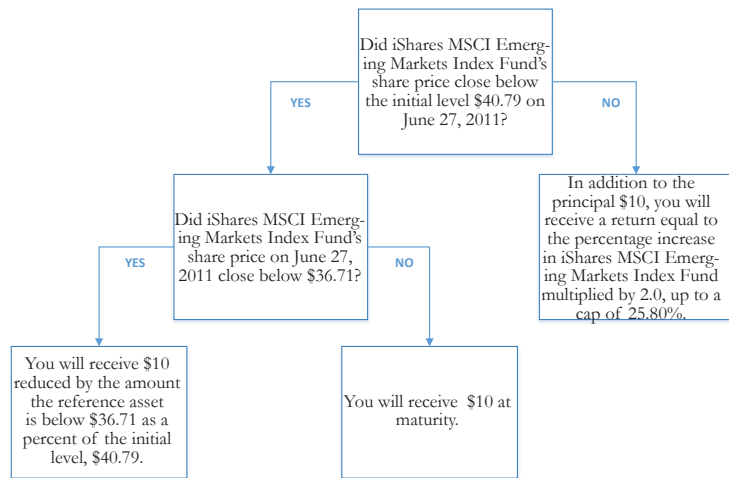 Did iShares MSCI Emerg-
ing Markets Index Fund's
share price close below
the initial level $40.79 on
June 27, 2011?
YES
NO
Did iShares MSCI Emerg-
ing Markets Index Fund's
share price on June 27,
2011 close below $36.71?
In addition to the
principal $10, you will
receive a return equal to
the percentage increase
in iShares MSCI Emerg-
ing Markets Index Fund
multiplied by 2.0, up to a
cap of 25.80%.
YES
NO
You will receive $10
reduced by the amount
the reference asset
is below $36.71 as a
percent of the initial
level, $40.79.
You will receive $10 at
maturity.